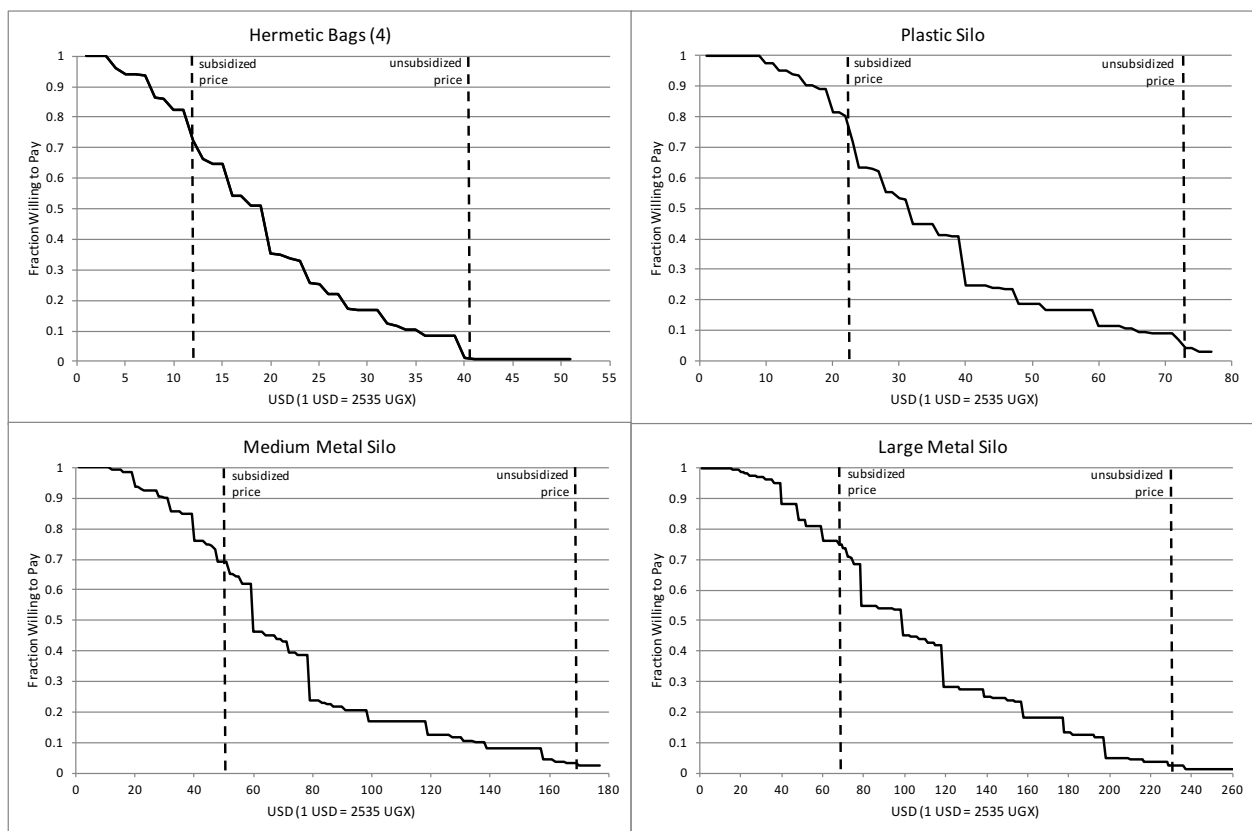 Hermetic Bags (4)
Fraction Willing to Pay
1
0.9
0.8
0.7
0.6
0.5
0.4
0.3
0.2
0.1
0
subsidized
price
unsubsidized
price
0 5 10 15 20 25 30 35 40 45 50 55
USD (1 USD = 2535 UGX)
Plastic Silo
Fraction Willing to Pay
1
0.9
0.8
0.7
0.6
0.5
0.4
0.3
0.2
0.1
0
subsidized
price
unsubsidized
price
0 10 20 30 40 50 60 70 80
USD (1 USD = 2535 UGX)
Medium Metal Silo
Fraction Willing to Pay
1
0.9
0.8
0.7
0.6
0.5
0.4
0.3
0.2
0.1
0
subsidized
price
unsubsidized
price
0 20 40 60 80 100 120 140 160 180
USD (1 USD = 2535 UGX)
Large Metal Silo
Fraction Willing to Pay
1
0.9
0.8
0.7
0.6
0.5
0.4
0.3
0.2
0.1
0
subsidized
price
unsubsidized
price
0 20 40 60 80 100 120 140 160 180 200 220 240 260
USD (1 USD = 2535 UGX)